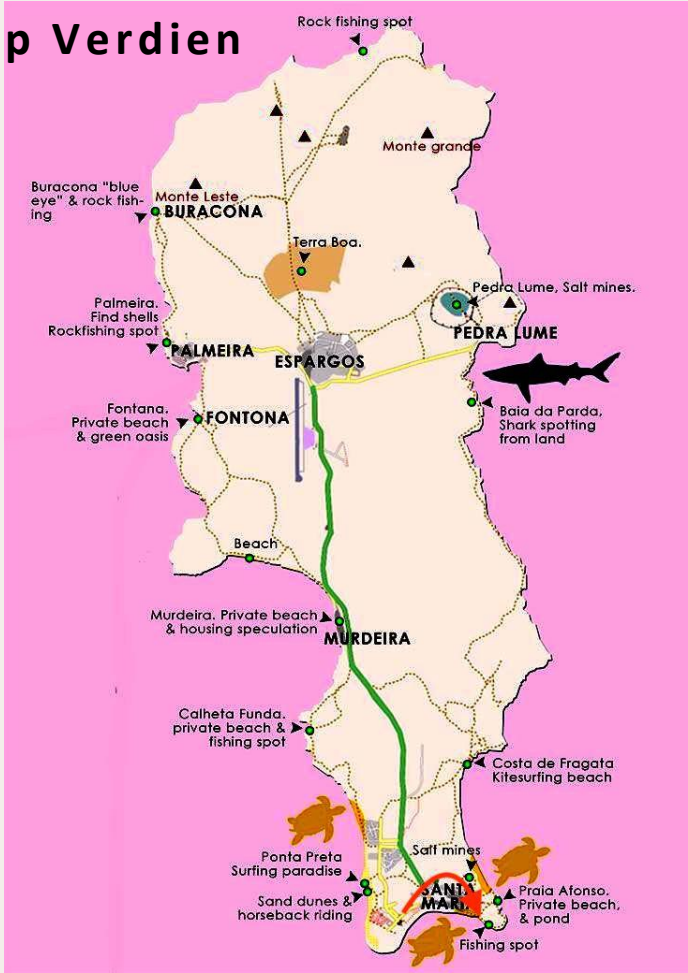 p Verdien
Rock fishing spot
Monte grande
Buracona "blue
eye" & rock fish-
ing
Monte Leste
BURACONA
Terra Boa.
Pedra Lume, Salt mines.
PEDRA LUME
Palmeira.
Find shells
Rockfishing spot
PALMEIRA
ESPARGOS
Fontana.
Private beach
& green oasis
FONTONA
Baia da Parda,
Shark spotting
from land
Beach
Murdeira. Private beach
& housing speculation
MURDEIRA
Calheta Funda.
private beach &
fishing spot
Costa de Fragata
Kitesurfing beach
Salt mines
Ponta Preta
Surfing paradise
Sand dunes &
horseback riding
SANTA
MARIA
Praia Afonso.
Private beach,
& pond
Fishing spot